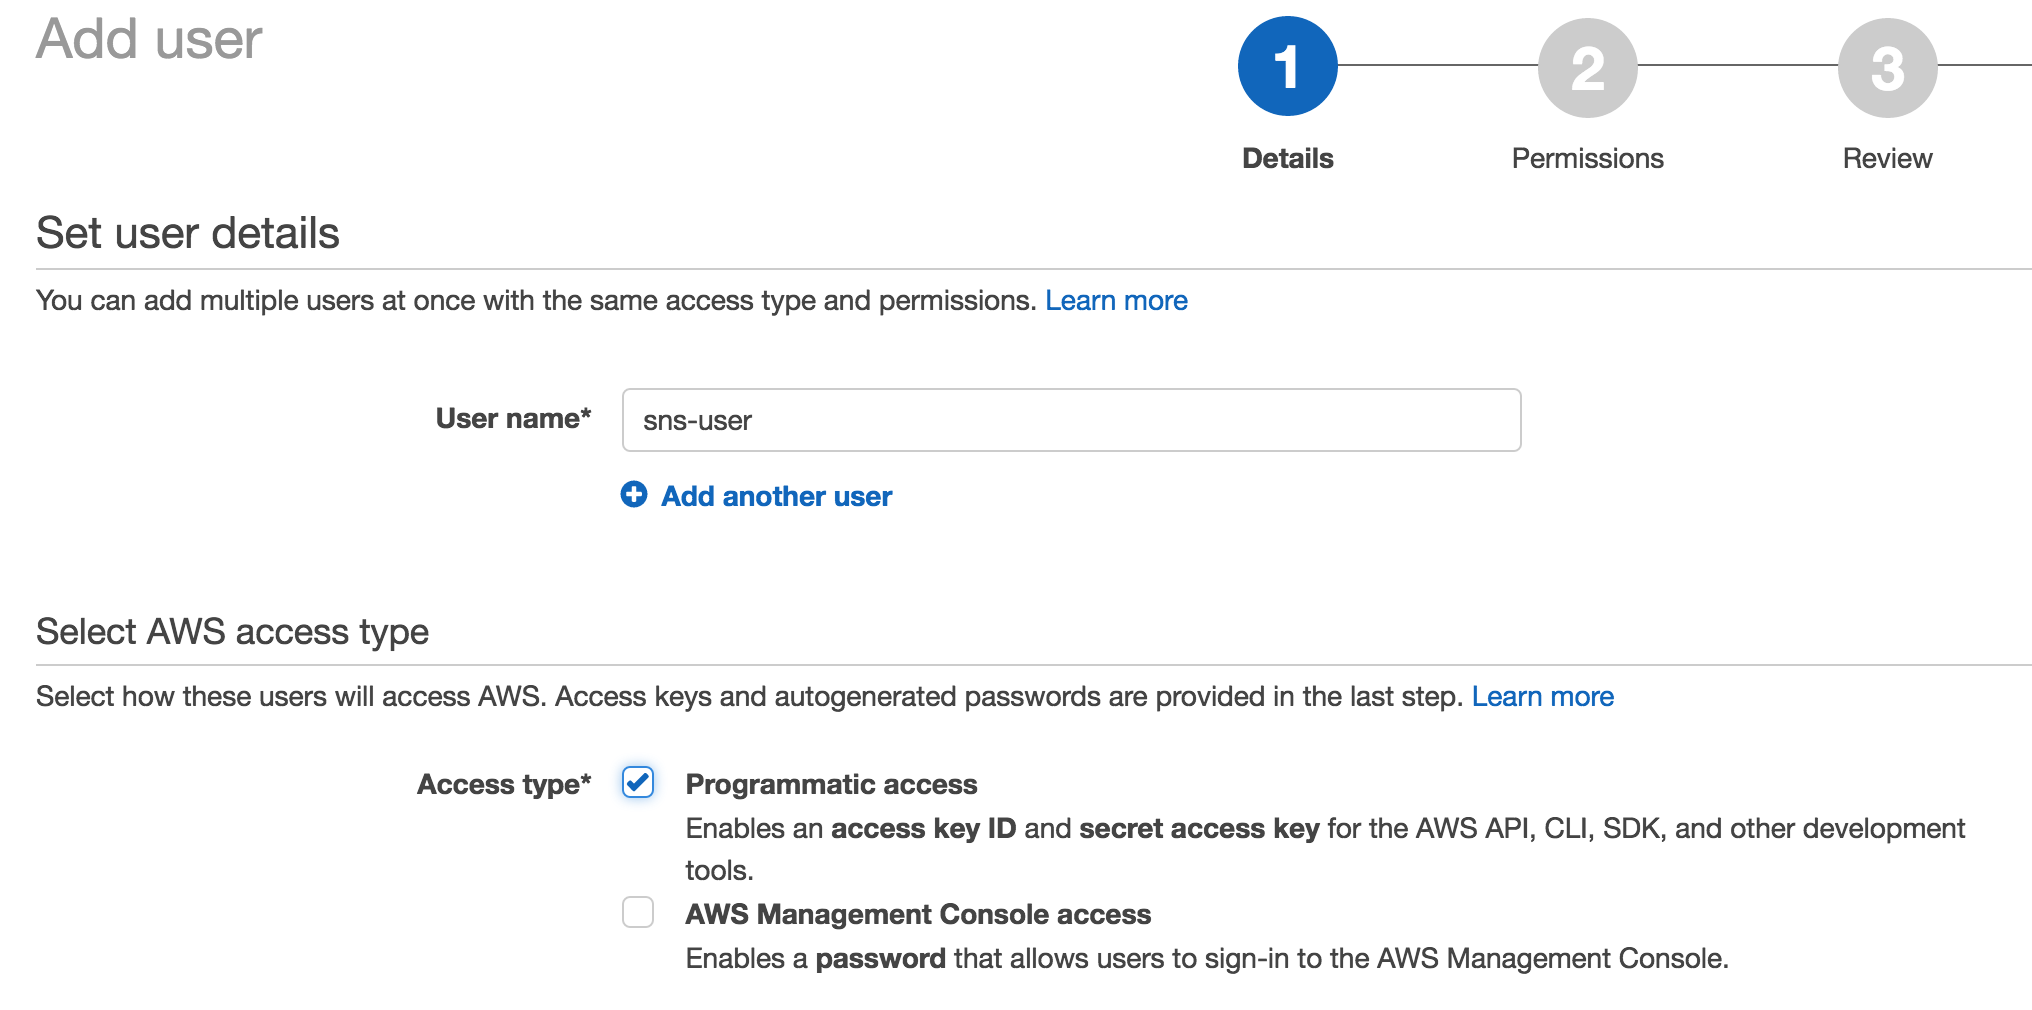 Add user
1
2
3
Details
Permissions
Review
Set user details
You can add multiple users at once with the same access type and permissions. Learn more
User name*
sns-user
Add another user
Select AWS access type
Select how these users will access AWS. Access keys and autogenerated passwords are provided in the last step. Learn more
Access type*
Programmatic access
Enables an access key ID and secret access key for the AWS API, CLI, SDK, and other development
tools.
AWS Management Console access
Enables a password that allows users to sign-in to the AWS Management Console.